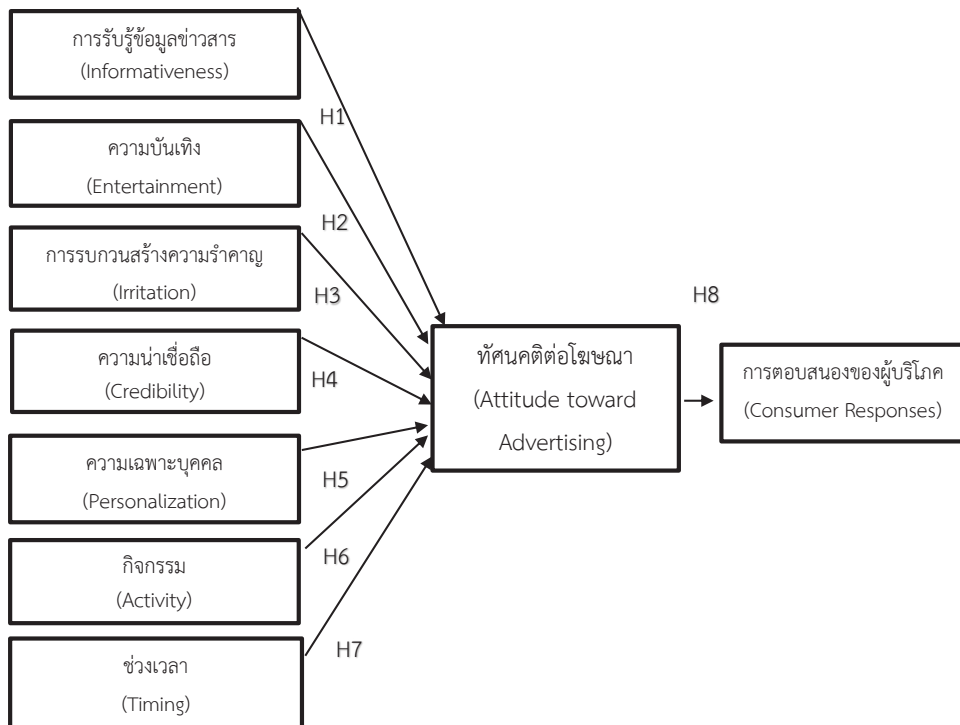 การรับรู้ข้อมูลข่าวสาร
(Informativeness)
H1
ความบันเทิง
(Entertainment)
H2
การรบกวนสร้างความรำคาญ
(Irritation)
H3
ความน่าเชื่อถือ
(Credibility)
H4
ความเฉพาะบุคคล
(Personalization)
H5
กิจกรรม
(Activity)
H6
ช่วงเวลา
(Timing)
H7
ทัศนคติต่อโฆษณา
(Attitude toward
Advertising)
H8
การตอบสนองของผู้บริโภค
(Consumer Responses)